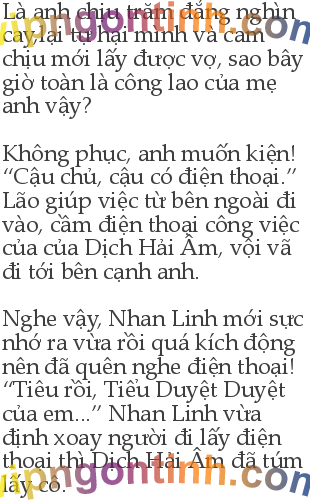 Là anh chịu trăm đắng nghìn
cay lại tự hại mình và cam
chịu mới lấy được vợ, sao bây
giờ toàn là công lao của mẹ
anh vậy?
Không phục, anh muốn kiện!
“Cậu chủ, cậu có điện thoại.”
Lão giúp việc từ bên ngoài đi
vào, cầm điện thoại công việc
của của Dịch Hải Âm, vội vã
đi tới bên cạnh anh.
Nghe vậy, Nhan Linh mới sực
nhớ ra vừa rồi quá kích động
nên đã quên nghe điện thoại!
“Tiêu rồi, Tiểu Duyệt Duyệt
của em...” Nhan Linh vừa
định xoay người đi lấy điện
thoại thì Dịch Hải Âm đã túm
lấy cô.